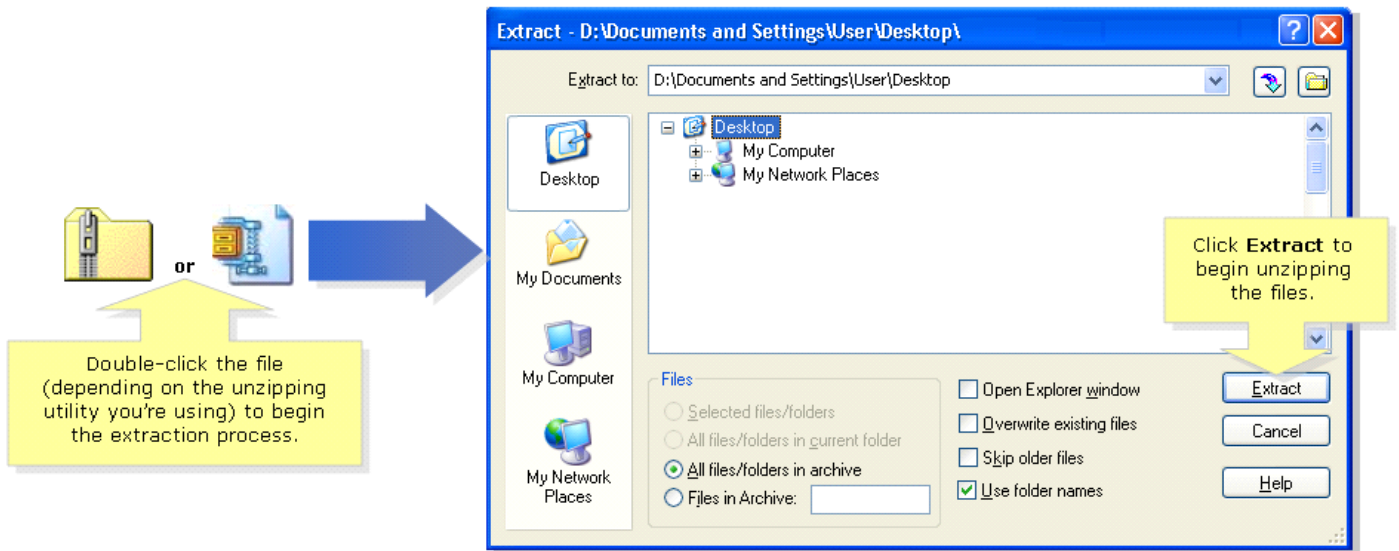 Extract - D:\Documents and Settings\User\Desktop\
Extract to: D:\Documents and Settings\User\Desktop
Desktop
My Documents
My Computer
My Network
Places
Desktop
My Computer
My Network Places
or
Double-click the file
(depending on the unzipping
utility you're using) to begin
the extraction process.
Click Extract to
begin unzipping
the files.
Files
Selected files/folders
All files/folders in current folder
All files/folders in archive
Files in Archive:
Open Explorer window
Overwrite existing files
Skip older files
Use folder names
Extract
Cancel
Help